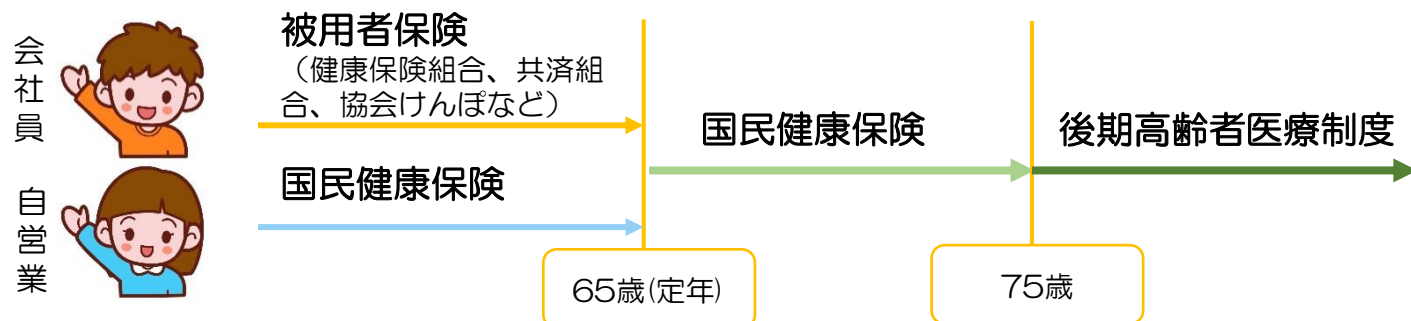 会社員
被用者保険
（健康保険組合、共済組
合、協会けんぽなど）
国民健康保険
後期高齢者医療制度
自営業
国民健康保険
65歳(定年)
75歳